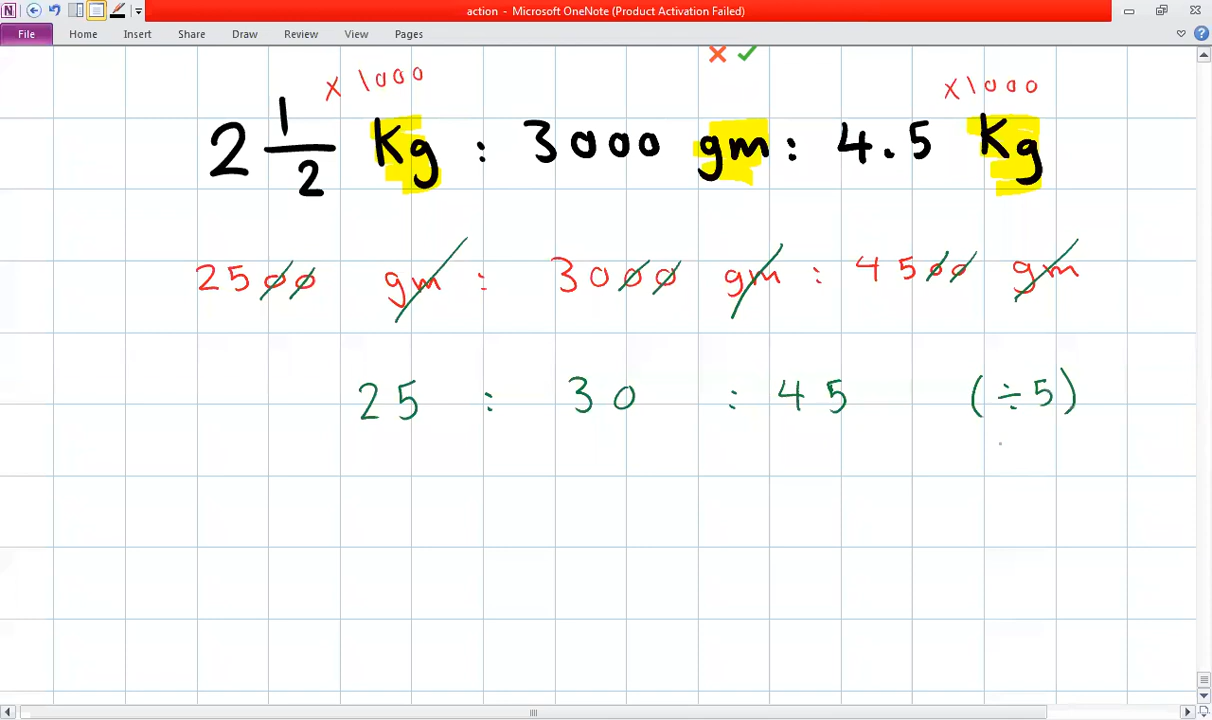 action - Microsoft OneNote (Product Activation Failed)
File Home Insert Share Draw Review View Pages
x 1000 x1000
2 1/2 Kg : 3000 gm : 4.5 Kg
2500 gm : 3000 gm : 4500 gm
25 : 30 : 45 (÷5)